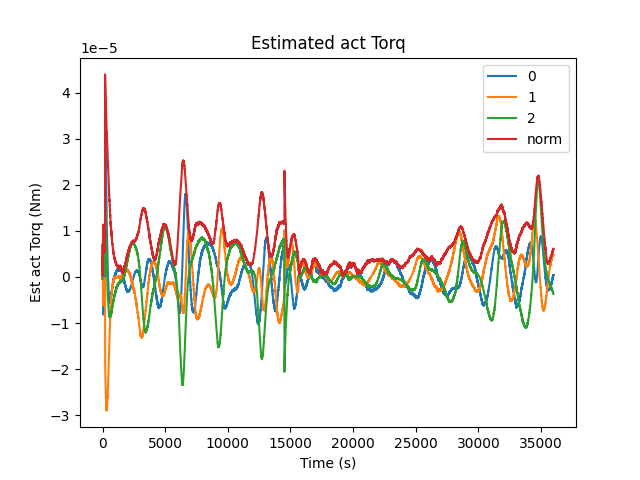 Estimated act Torq
1e−5
4
3
2
1
0
−1
−2
−3
Est act Torq (Nm)
0
1
2
norm
0 5000 10000 15000 20000 25000 30000 35000
Time (s)